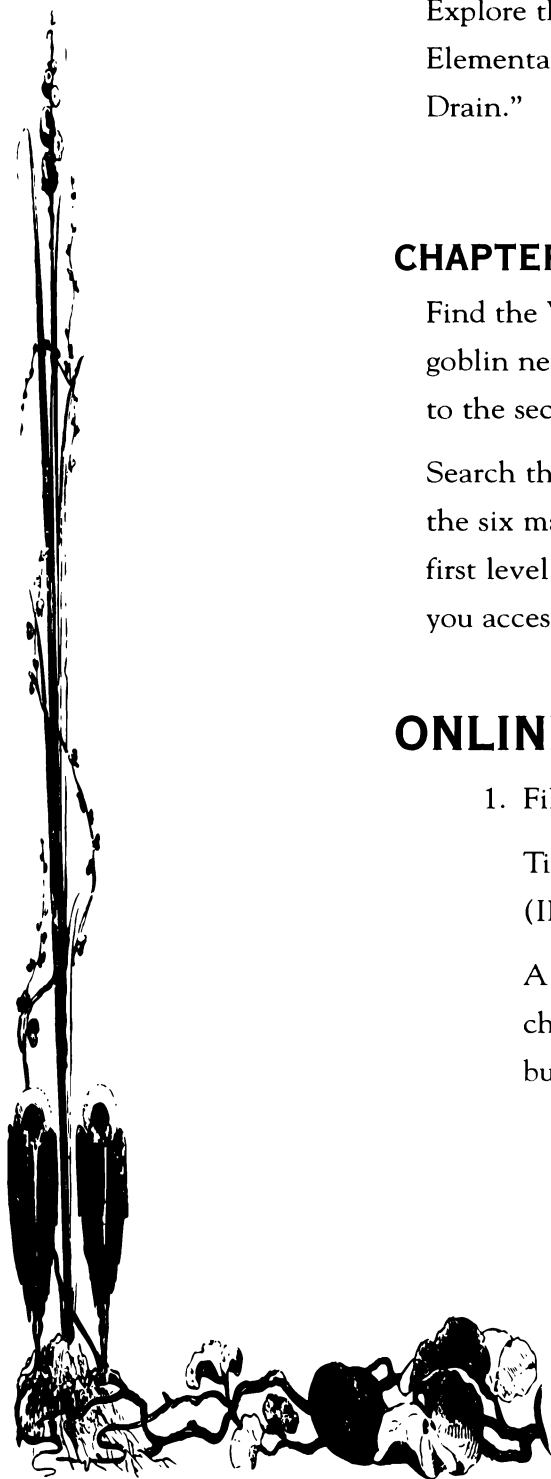 Explore th
Elementa
Drain.”
CHAPTER
Find the
goblin ne
to the sec
Search th
the six ma
first level
you acces
ONLIN
1. Fil
Ti
(II
A
ch
bu